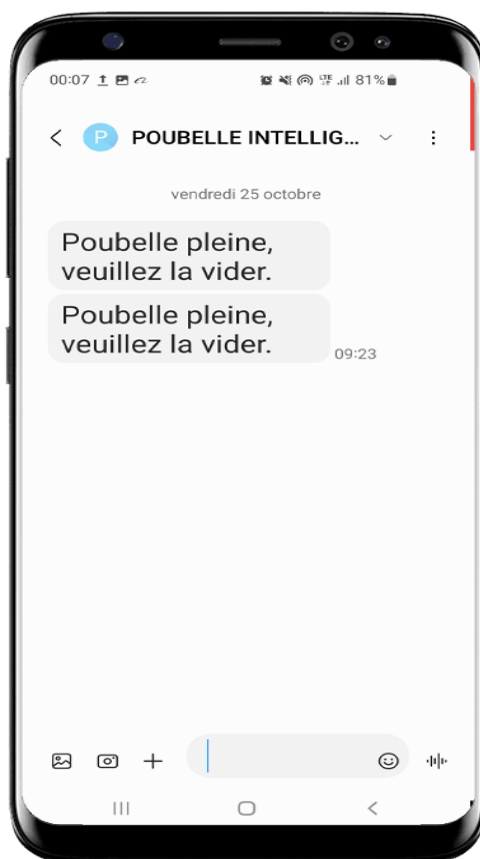 00:07
LTE 81%
P POUBELLE INTELLIG...
vendredi 25 octobre
Poubelle pleine,
veuillez la vider.
Poubelle pleine,
veuillez la vider.
09:23